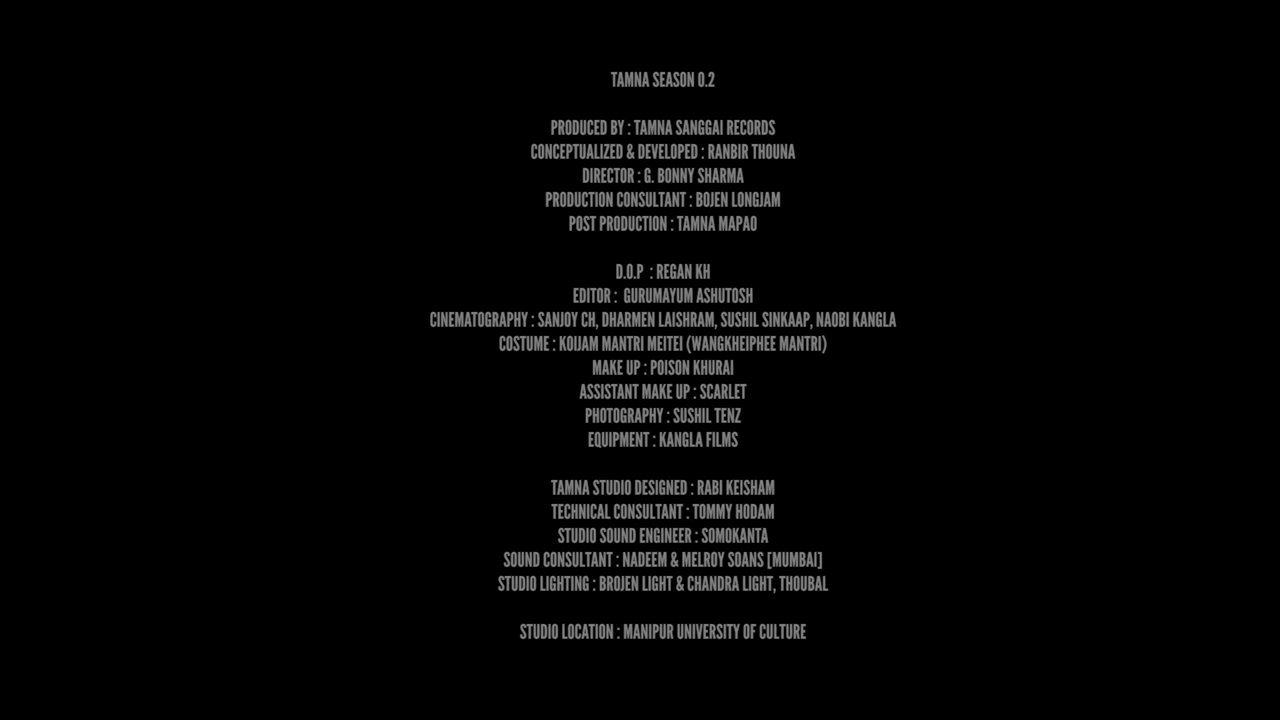 TAMNA SEASON 0.2
PRODUCED BY : TAMNA SANGGAI RECORDS
CONCEPTUALIZED & DEVELOPED : RANBIR THOUNA
DIRECTOR : G. BONNY SHARMA
PRODUCTION CONSULTANT : BOJEN LONGJAM
POST PRODUCTION : TAMNA MAPAO
D.O.P : REGAN KH
EDITOR : GURUMAYUM ASHUTOSH
CINEMATOGRAPHY : SANJOY CH, DHARMEN LAISHRAM, SUSHIL SINKAAP, NAOBI KANGLA
COSTUME : KOIJAM MANTRI MEITEI (WANGKHEIPHEE MANTRI)
MAKE UP : POISON KHURAI
ASSISTANT MAKE UP : SCARLET
PHOTOGRAPHY : SUSHIL TENZ
EQUIPMENT : KANGLA FILMS
TAMNA STUDIO DESIGNED : RABI KEISHAM
TECHNICAL CONSULTANT : TOMMY HODAM
STUDIO SOUND ENGINEER : SOMOKANTA
SOUND CONSULTANT : NADEEM & MELROY SOANS [MUMBAI]
STUDIO LIGHTING : BROJEN LIGHT & CHANDRA LIGHT, THOUBAL
STUDIO LOCATION : MANIPUR UNIVERSITY OF CULTURE